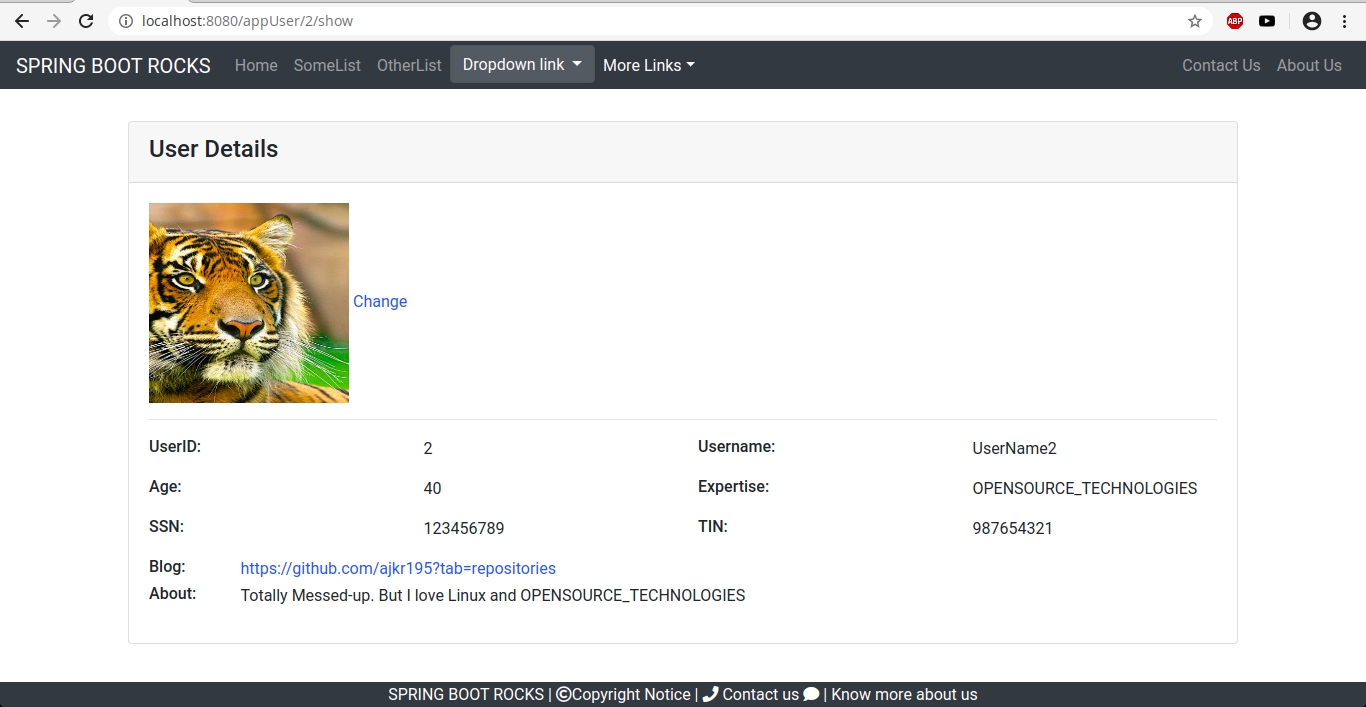 localhost:8080/appUser/2/show
ABP
SPRING BOOT ROCKS Home SomeList OtherList Dropdown link More Links Contact Us About Us
User Details
Change
UserID: 2 Username: UserName2
Age: 40 Expertise: OPENSOURCE_TECHNOLOGIES
SSN: 123456789 TIN: 987654321
Blog: https://github.com/ajkr195?tab=repositories
About: Totally Messed-up. But I love Linux and OPENSOURCE_TECHNOLOGIES
SPRING BOOT ROCKS | ©Copyright Notice | Contact us | Know more about us